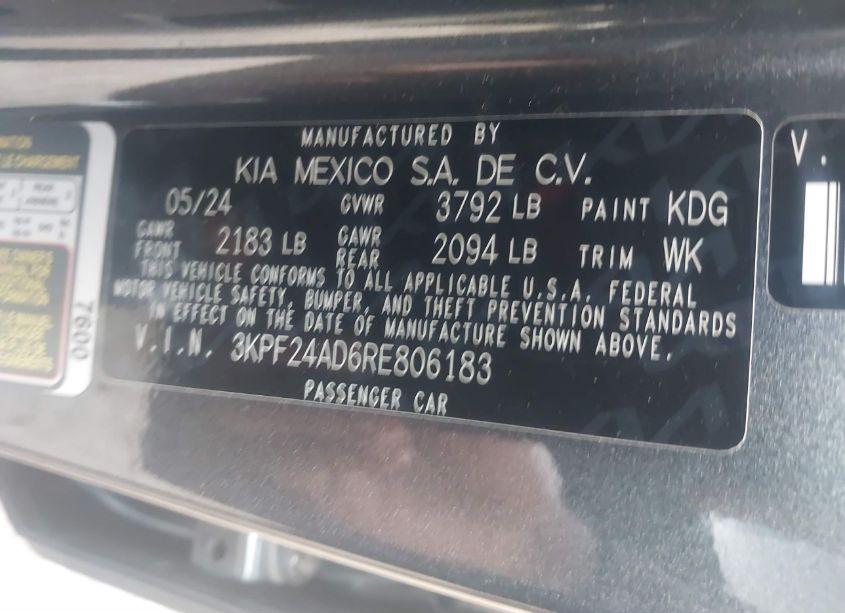 MANUFACTURED BY
KIA MEXICO S.A. DE C.V.
05/24 GVWR 3792 LB PAINT KDG
GAWR FRONT 2183 LB GAWR REAR 2094 LB TRIM WK
THIS VEHICLE CONFORMS TO ALL APPLICABLE U.S.A. FEDERAL
MOTOR VEHICLE SAFETY, BUMPER, AND THEFT PREVENTION STANDARDS
IN EFFECT ON THE DATE OF MANUFACTURE SHOWN ABOVE.
V.I.N. 3KPF24AD6RE806183
PASSENGER CAR
7600
V.